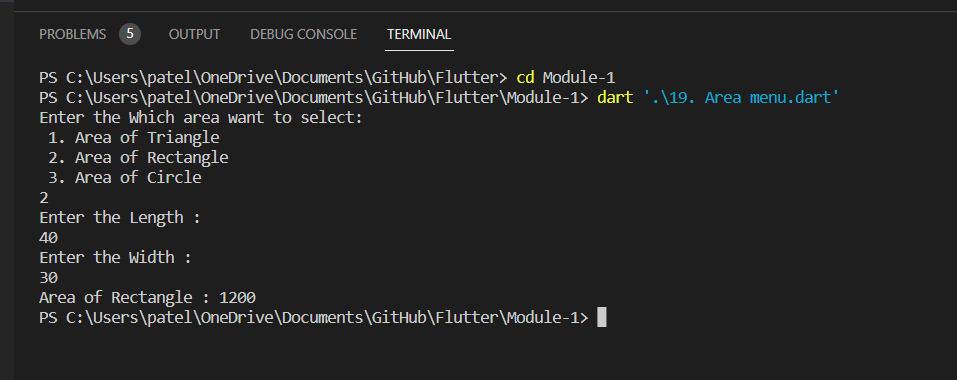 PROBLEMS 5 OUTPUT DEBUG CONSOLE TERMINAL
PS C:\Users\patel\OneDrive\Documents\GitHub\Flutter> cd Module-1
PS C:\Users\patel\OneDrive\Documents\GitHub\Flutter\Module-1> dart '.\19. Area menu.dart'
Enter the Which area want to select:
 1. Area of Triangle
 2. Area of Rectangle
 3. Area of Circle
2
Enter the Length :
40
Enter the Width :
30
Area of Rectangle : 1200
PS C:\Users\patel\OneDrive\Documents\GitHub\Flutter\Module-1>